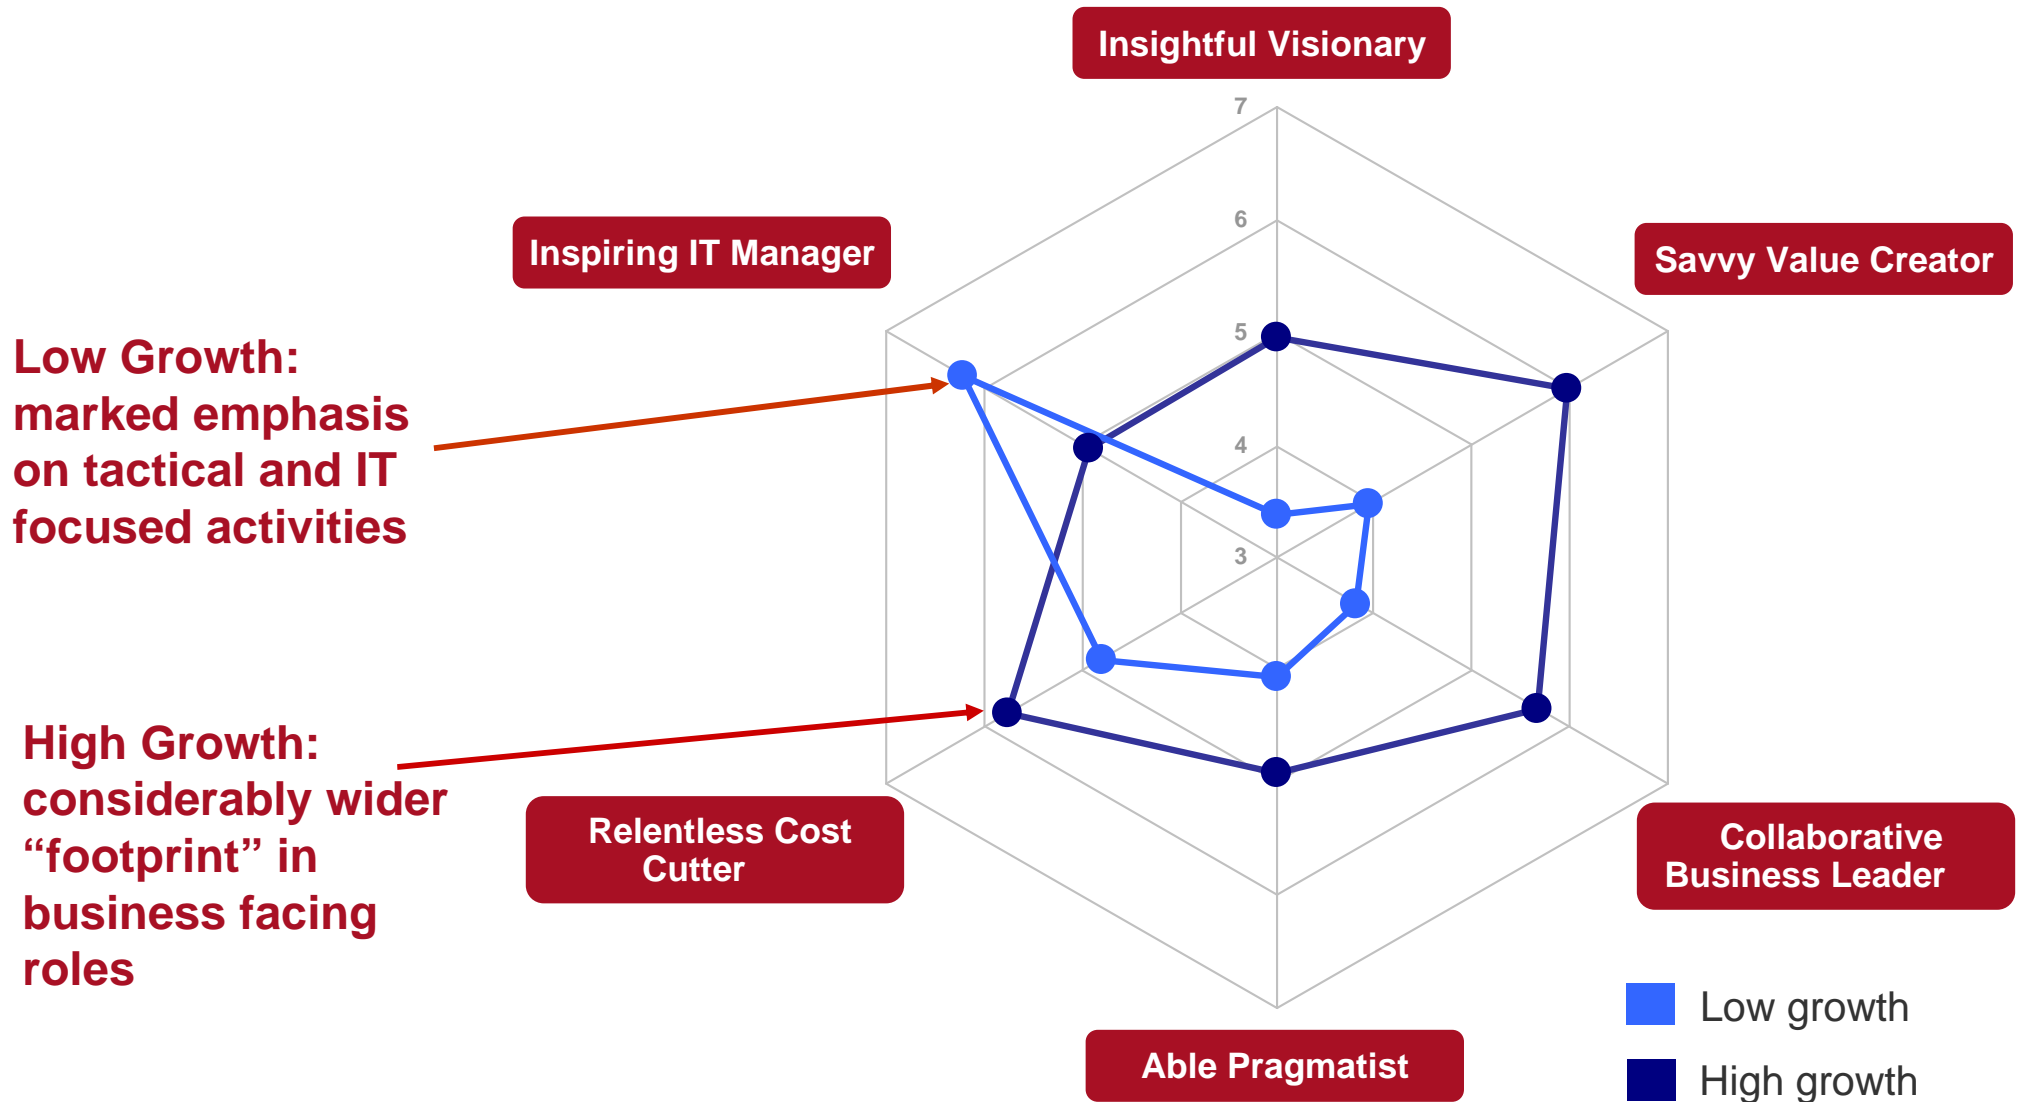 Insightful Visionary
7
6
5
4
3
Inspiring IT Manager
Savvy Value Creator
Low Growth:
marked emphasis
on tactical and IT
focused activities
High Growth:
considerably wider
“footprint” in
business facing
roles
Relentless Cost
Cutter
Collaborative
Business Leader
Able Pragmatist
Low growth
High growth